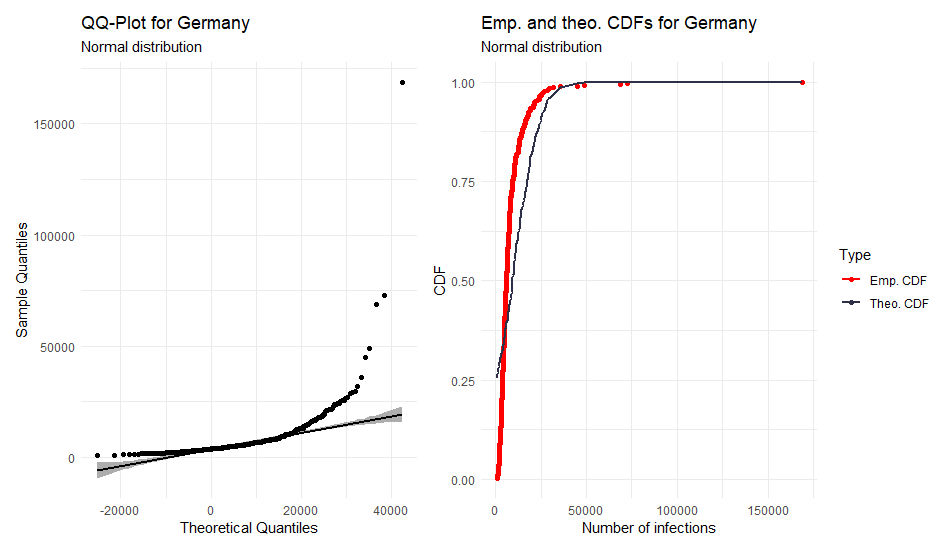 QQ-Plot for Germany
Normal distribution
150000
100000
50000
0
Sample Quantiles
-20000 0 20000 40000
Theoretical Quantiles
Emp. and theo. CDFs for Germany
Normal distribution
1.00
0.75
0.50
0.25
0.00
CDF
0 50000 100000 150000
Number of infections
Type
Emp. CDF
Theo. CDF